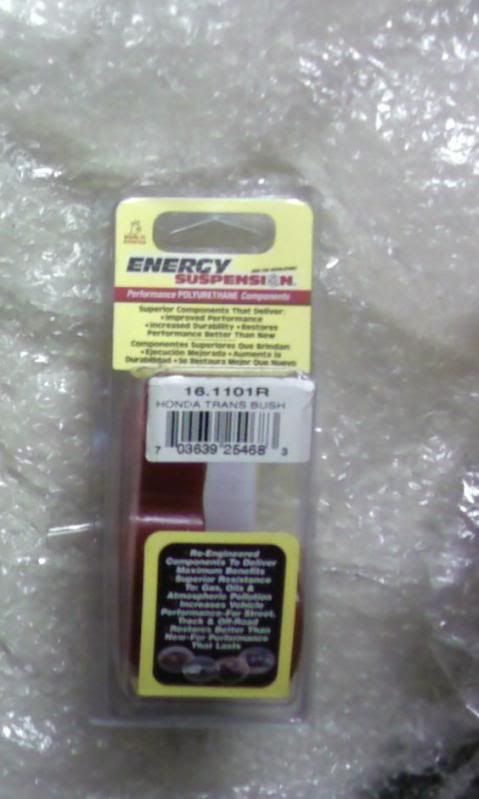 ENERGY
SUSPENSION
Performance POLYURETHANE Components
Superior Components That Deliver:
•Improved Performance
•Increased Durability •Restores
Performance Better Than New
Componentes Superiores Que Brindan:
•Ejecución Mejorada •Aumenta la
Durabilidad •Se Restaura Mejor Que Nuevo
16.1101R
HONDA TRANS BUSH
7 03639 25468 3
Re-Engineered
Components To Deliver
Maximum Benefits
Superior Resistance
To: Gas, Oils &
Atmospheric Pollution
Increases Vehicle
Performance-For Street,
Track & Off-Road
Restores Better Than
New-For Performance
That Lasts